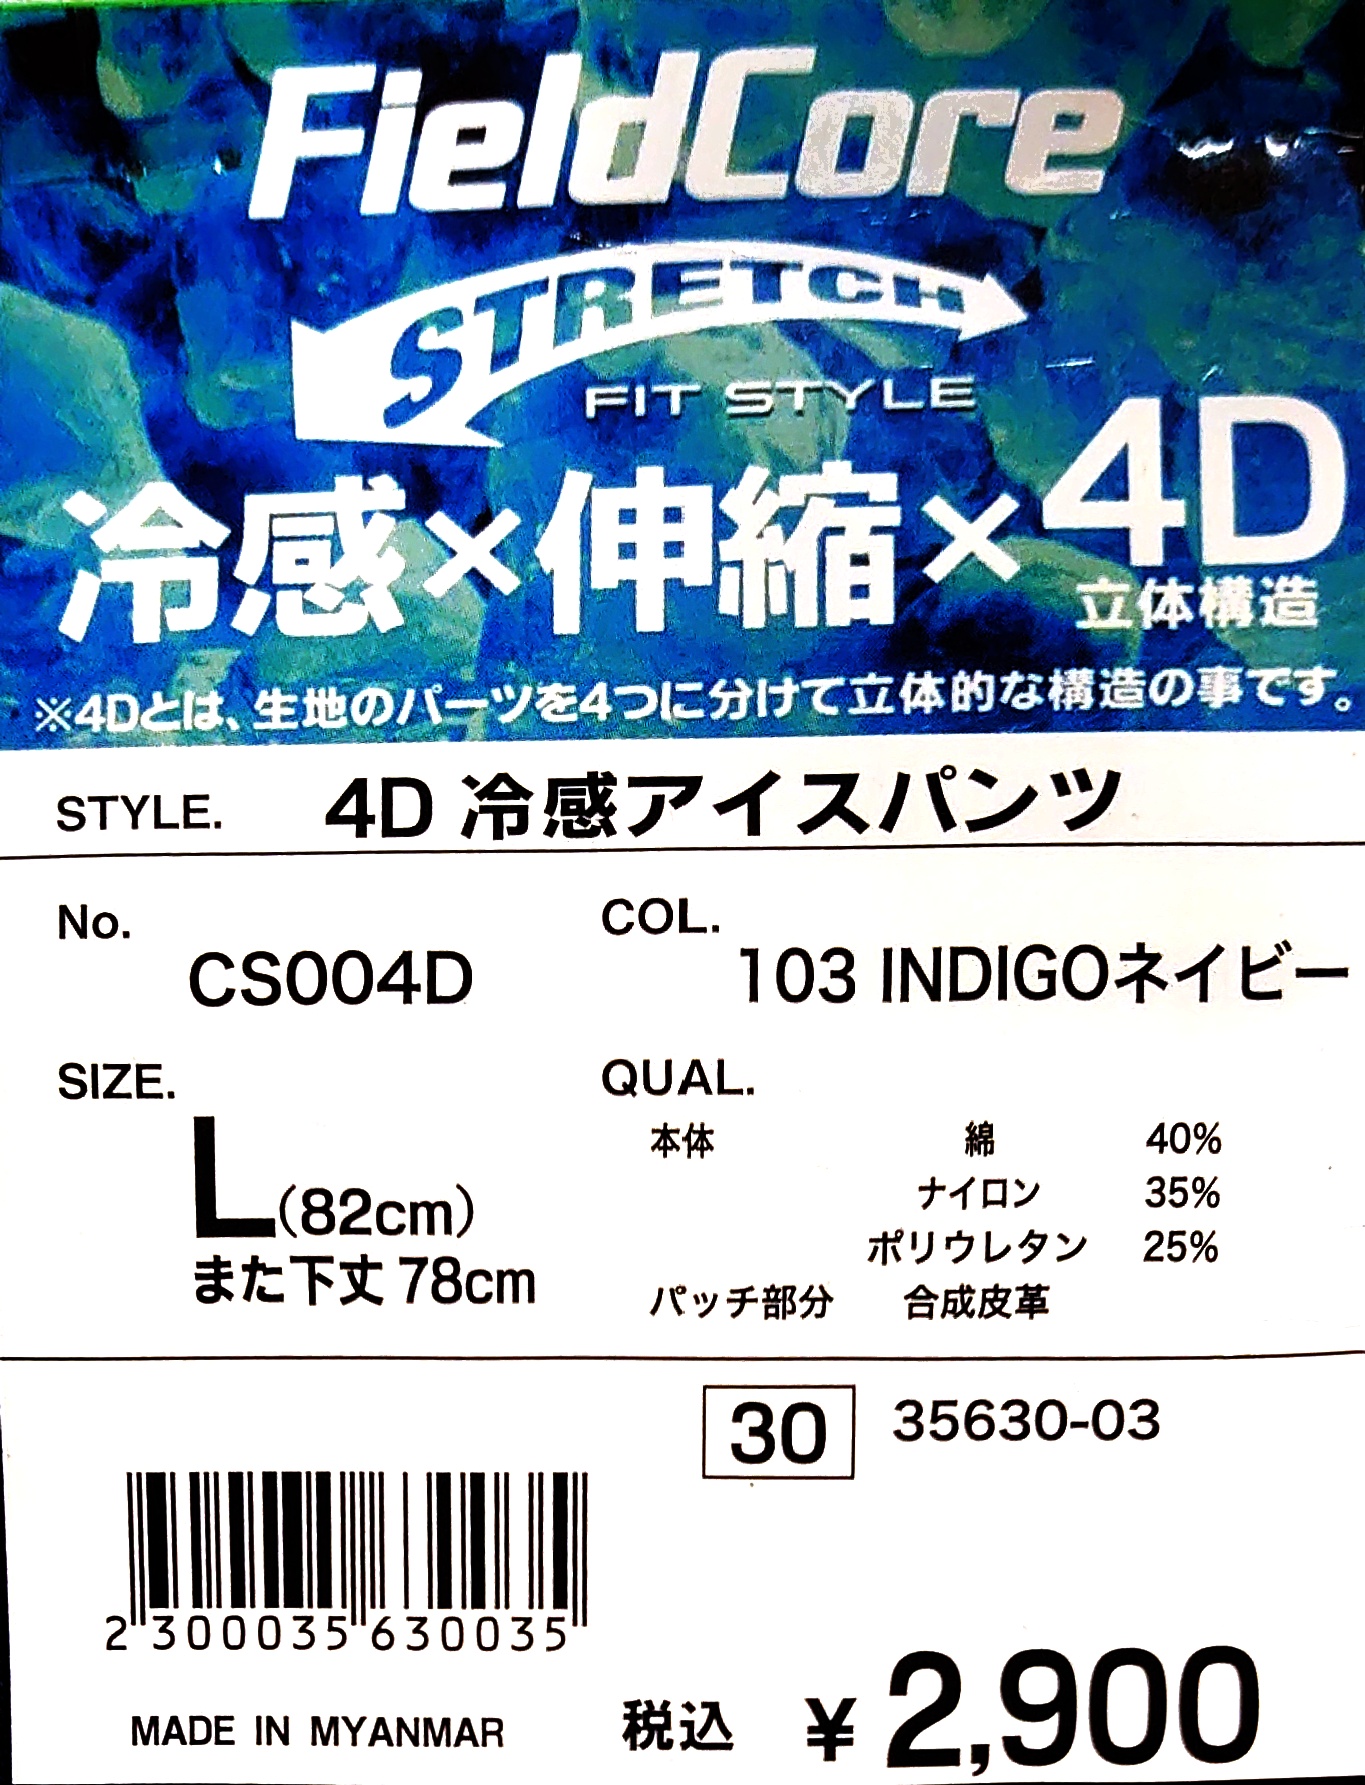 FieldCore
STRETCH
FIT STYLE
冷感×伸縮×4D
立体構造
※4Dとは、生地のパーツを4つに分けて立体的な構造の事です。
STYLE. 4D 冷感アイスパンツ
No. CS004D
COL. 103 INDIGOネイビー
SIZE. L(82cm)
また下丈 78cm
QUAL.
本体 綿 40%
ナイロン 35%
ポリウレタン 25%
パッチ部分 合成皮革
30 35630-03
2 300035 630035
MADE IN MYANMAR
税込 ¥2,900